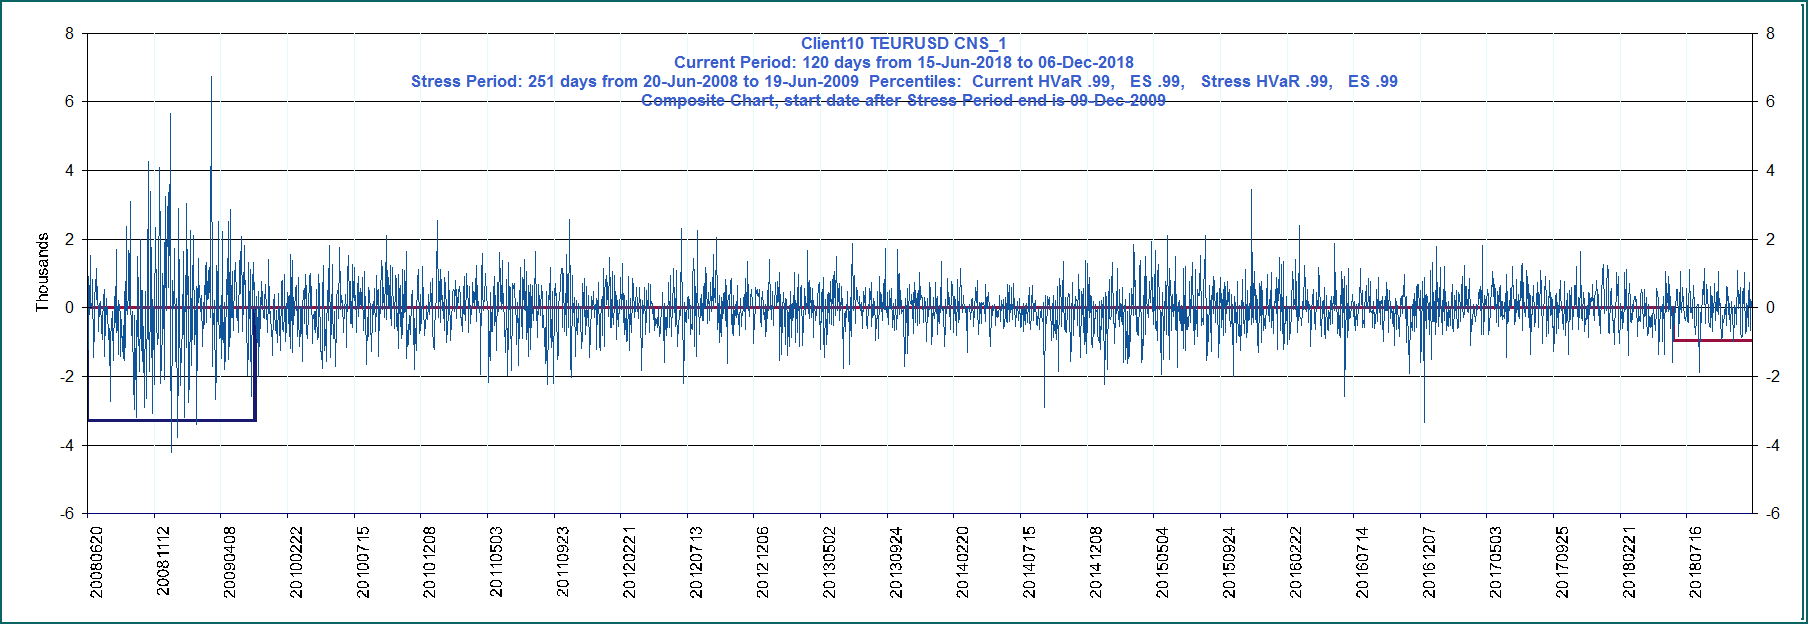 Client10 TEURUSD CNS_1
Current Period: 120 days from 15-Jun-2018 to 06-Dec-2018
Stress Period: 251 days from 20-Jun-2008 to 19-Jun-2009 Percentiles: Current HVaR .99, ES .99, Stress HVaR .99, ES .99
Composite Chart, start date after Stress Period end is 09-Dec-2009
8 8
6 6
4 4
2 2
0 0
-2 -2
-4 -4
-6 -6
Thousands
20080620 20081112 20090408 20100222 20100715 20101208 20110503 20110923 20120221 20120713 20121206 20130502 20130924 20140220 20140715 20141208 20150504 20150924 20160222 20160714 20161207 20170503 20170925 20180221 20180716